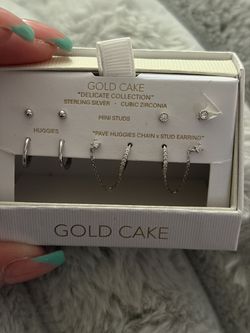 GOLD CAKE
"DELICATE COLLECTION"
STERLING SILVER • CUBIC ZIRCONIA
MINI STUDS
HUGGIES
"PAVE HUGGIES CHAIN x STUD EARRING"
GOLD CAKE